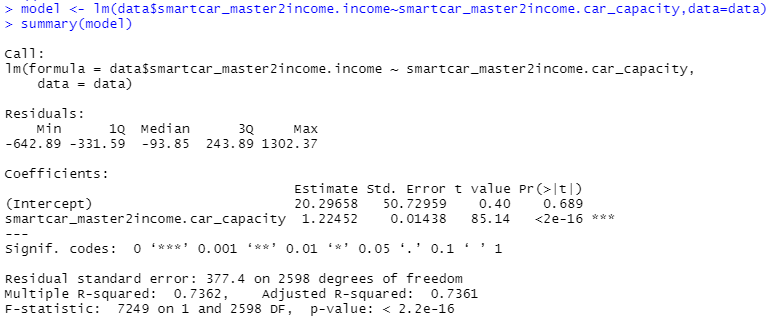 > model <- lm(data$smartcar_master2income.income~smartcar_master2income.car_capacity,data=data)
> summary(model)
Call:
lm(formula = data$smartcar_master2income.income ~ smartcar_master2income.car_capacity,
    data = data)
Residuals:
    Min      1Q  Median      3Q     Max
-642.89 -331.59  -93.85  243.89 1302.37
Coefficients:
                                    Estimate Std. Error t value Pr(>|t|)
(Intercept)                         20.29658   50.72959    0.40    0.689
smartcar_master2income.car_capacity  1.22452    0.01438   85.14   <2e-16 ***
---
Signif. codes:  0 ‘***’ 0.001 ‘**’ 0.01 ‘*’ 0.05 ‘.’ 0.1 ‘ ’ 1
Residual standard error: 377.4 on 2598 degrees of freedom
Multiple R-squared:  0.7362,    Adjusted R-squared:  0.7361
F-statistic:  7249 on 1 and 2598 DF,  p-value: < 2.2e-16